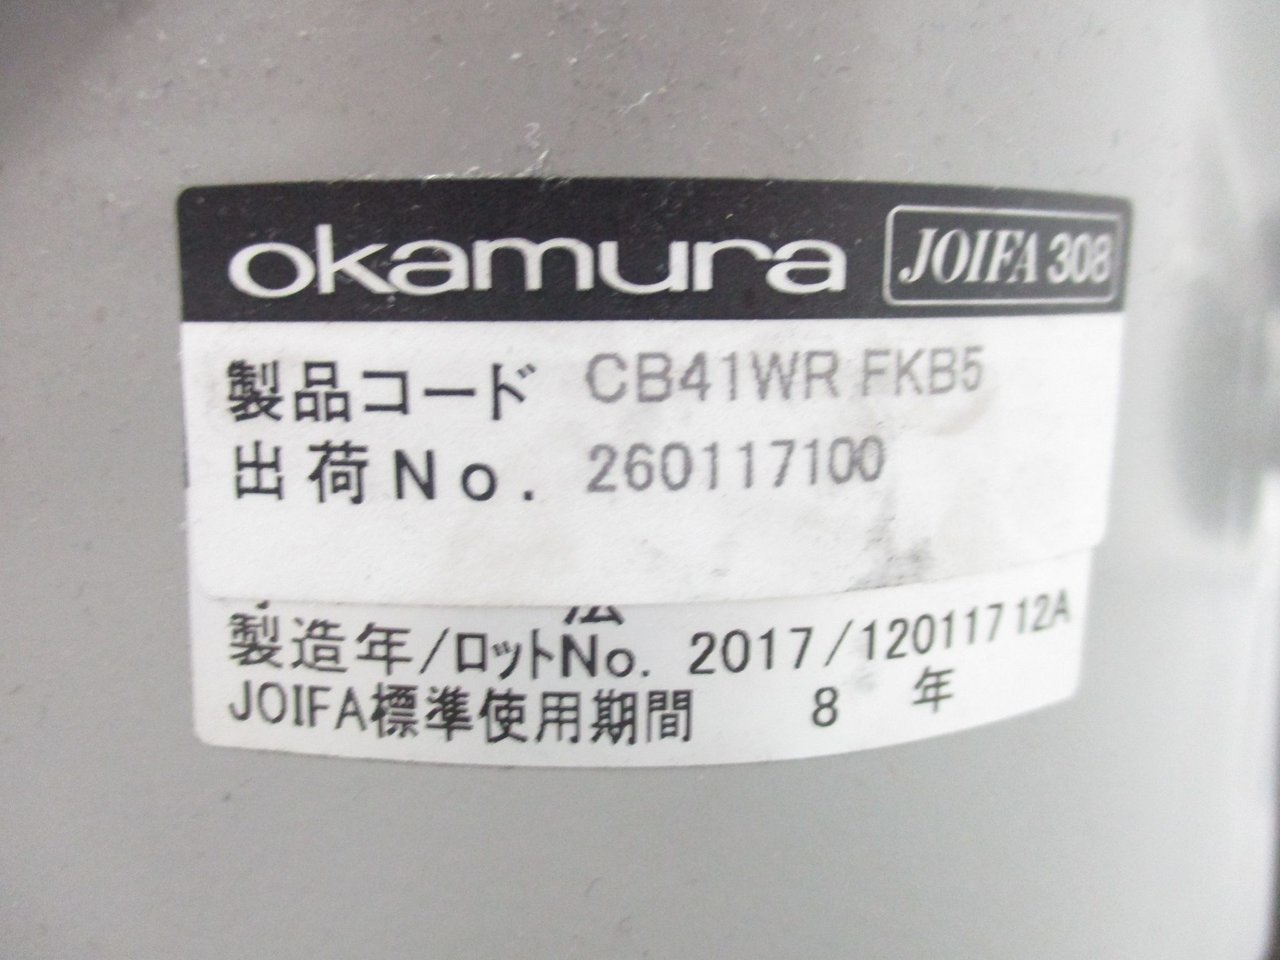 okamura JOIFA 308
製品コード CB41WR FKB5
出荷No. 260117100
法
製造年/ロットNo. 2017/12011712A
JOIFA標準使用期間 8 年